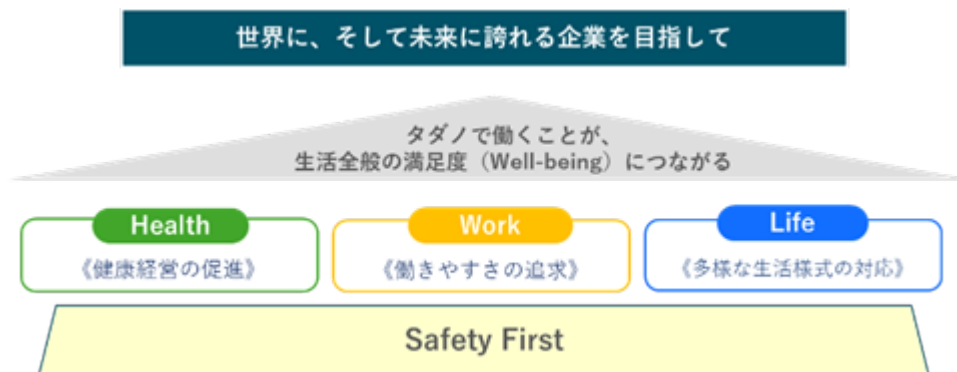 世界に、そして未来に誇れる企業を目指して
タダノで働くことが、
生活全般の満足度（Well-being）につながる
Health
《健康経営の促進》
Work
《働きやすさの追求》
Life
《多様な生活様式の対応》
Safety First